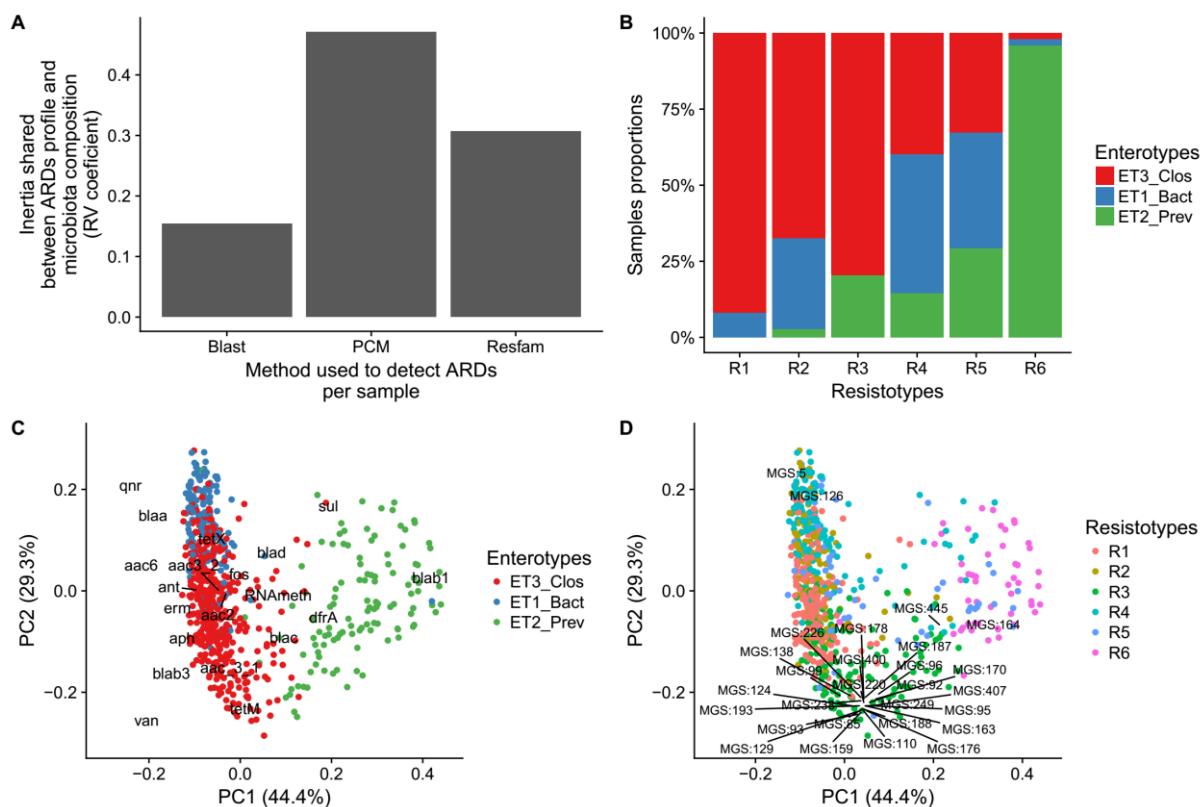 A
Inertia shared
between ARDs profile and
microbiota composition
(RV coeficient)
0.4
0.3
0.2
0.1
0.0
Blast PCM Resfam
Method used to detect ARDs
per sample
B
Samples proportions
100%
75%
50%
25%
0%
R1 R2 R3 R4 R5 R6
Resistotypes
Enterotypes
ET3_Clos
ET1_Bact
ET2_Prev
C
PC2 (29.3%)
0.2
0.0
−0.2
qnr
sul
blaa
tetX
blad
aac6 aac3_2
fos
blab1
ant
RNAmeth
erm
aac2
dfrA
aph
blac
blab3 aac_3_1
van
tetM
−0.2 0.0 0.2 0.4
PC1 (44.4%)
Enterotypes
ET3_Clos
ET1_Bact
ET2_Prev
D
0.2
0.0
−0.2
PC2 (29.3%)
MGS:5
MGS:126
MGS:445
MGS:164
MGS:226 MGS:178
MGS:187
MGS:138
MGS:400 MGS:96 MGS:170
MGS:99
MGS:124 MGS:220 MGS:92 MGS:407
MGS:193 MGS:249 MGS:95
MGS:93 MGS:85 MGS:188 MGS:163
MGS:129 MGS:159 MGS:110 MGS:176
−0.2 0.0 0.2 0.4
PC1 (44.4%)
Resistotypes
R1
R2
R3
R4
R5
R6